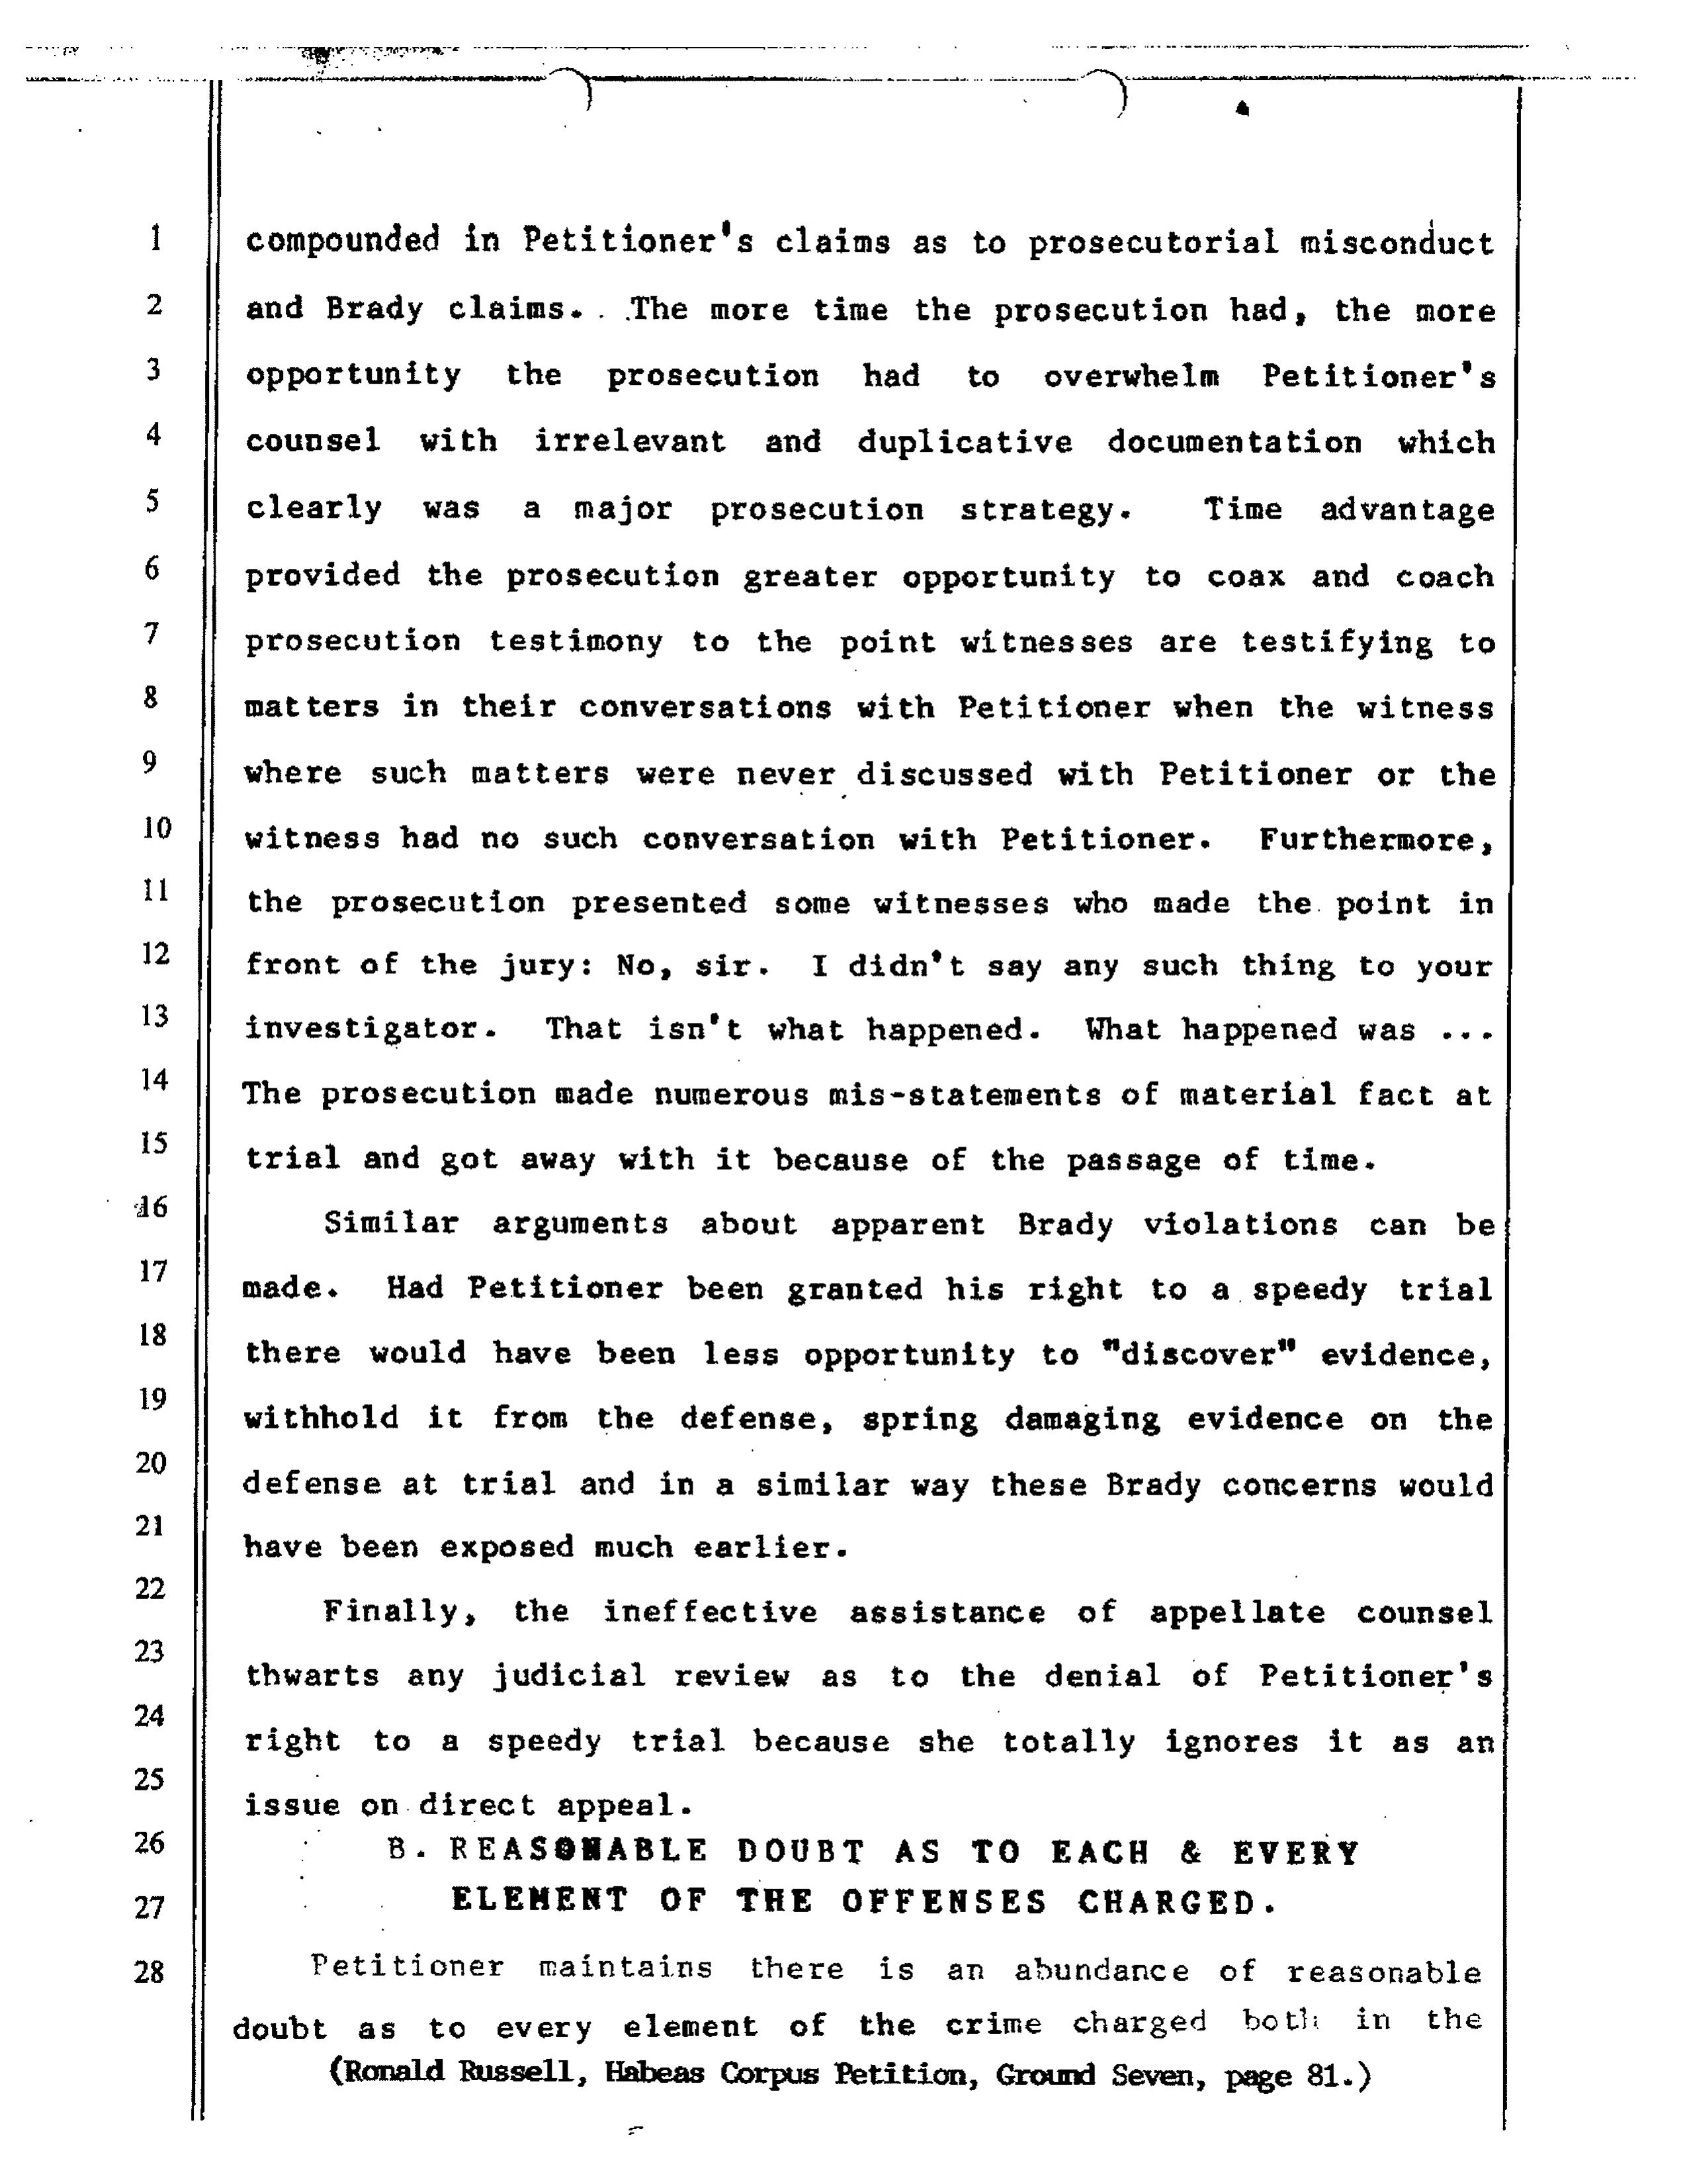 1 compounded in Petitioner's claims as to prosecutorial misconduct
2 and Brady claims. The more time the prosecution had, the more
3 opportunity the prosecution had to overwhelm Petitioner's
4 counsel with irrelevant and duplicative documentation which
5 clearly was a major prosecution strategy. Time advantage
6 provided the prosecution greater opportunity to coax and coach
7 prosecution testimony to the point witnesses are testifying to
8 matters in their conversations with Petitioner when the witness
9 where such matters were never discussed with Petitioner or the
10 witness had no such conversation with Petitioner. Furthermore,
11 the prosecution presented some witnesses who made the point in
12 front of the jury: No, sir. I didn't say any such thing to your
13 investigator. That isn't what happened. What happened was ...
14 The prosecution made numerous mis-statements of material fact at
15 trial and got away with it because of the passage of time.
16 Similar arguments about apparent Brady violations can be
17 made. Had Petitioner been granted his right to a speedy trial
18 there would have been less opportunity to "discover" evidence,
19 withhold it from the defense, spring damaging evidence on the
20 defense at trial and in a similar way these Brady concerns would
21 have been exposed much earlier.
22 Finally, the ineffective assistance of appellate counsel
23 thwarts any judicial review as to the denial of Petitioner's
24 right to a speedy trial because she totally ignores it as an
25 issue on direct appeal.
26 B. REASONABLE DOUBT AS TO EACH & EVERY
27 ELEMENT OF THE OFFENSES CHARGED.
28 Petitioner maintains there is an abundance of reasonable
doubt as to every element of the crime charged both in the
(Ronald Russell, Habeas Corpus Petition, Ground Seven, page 81.)